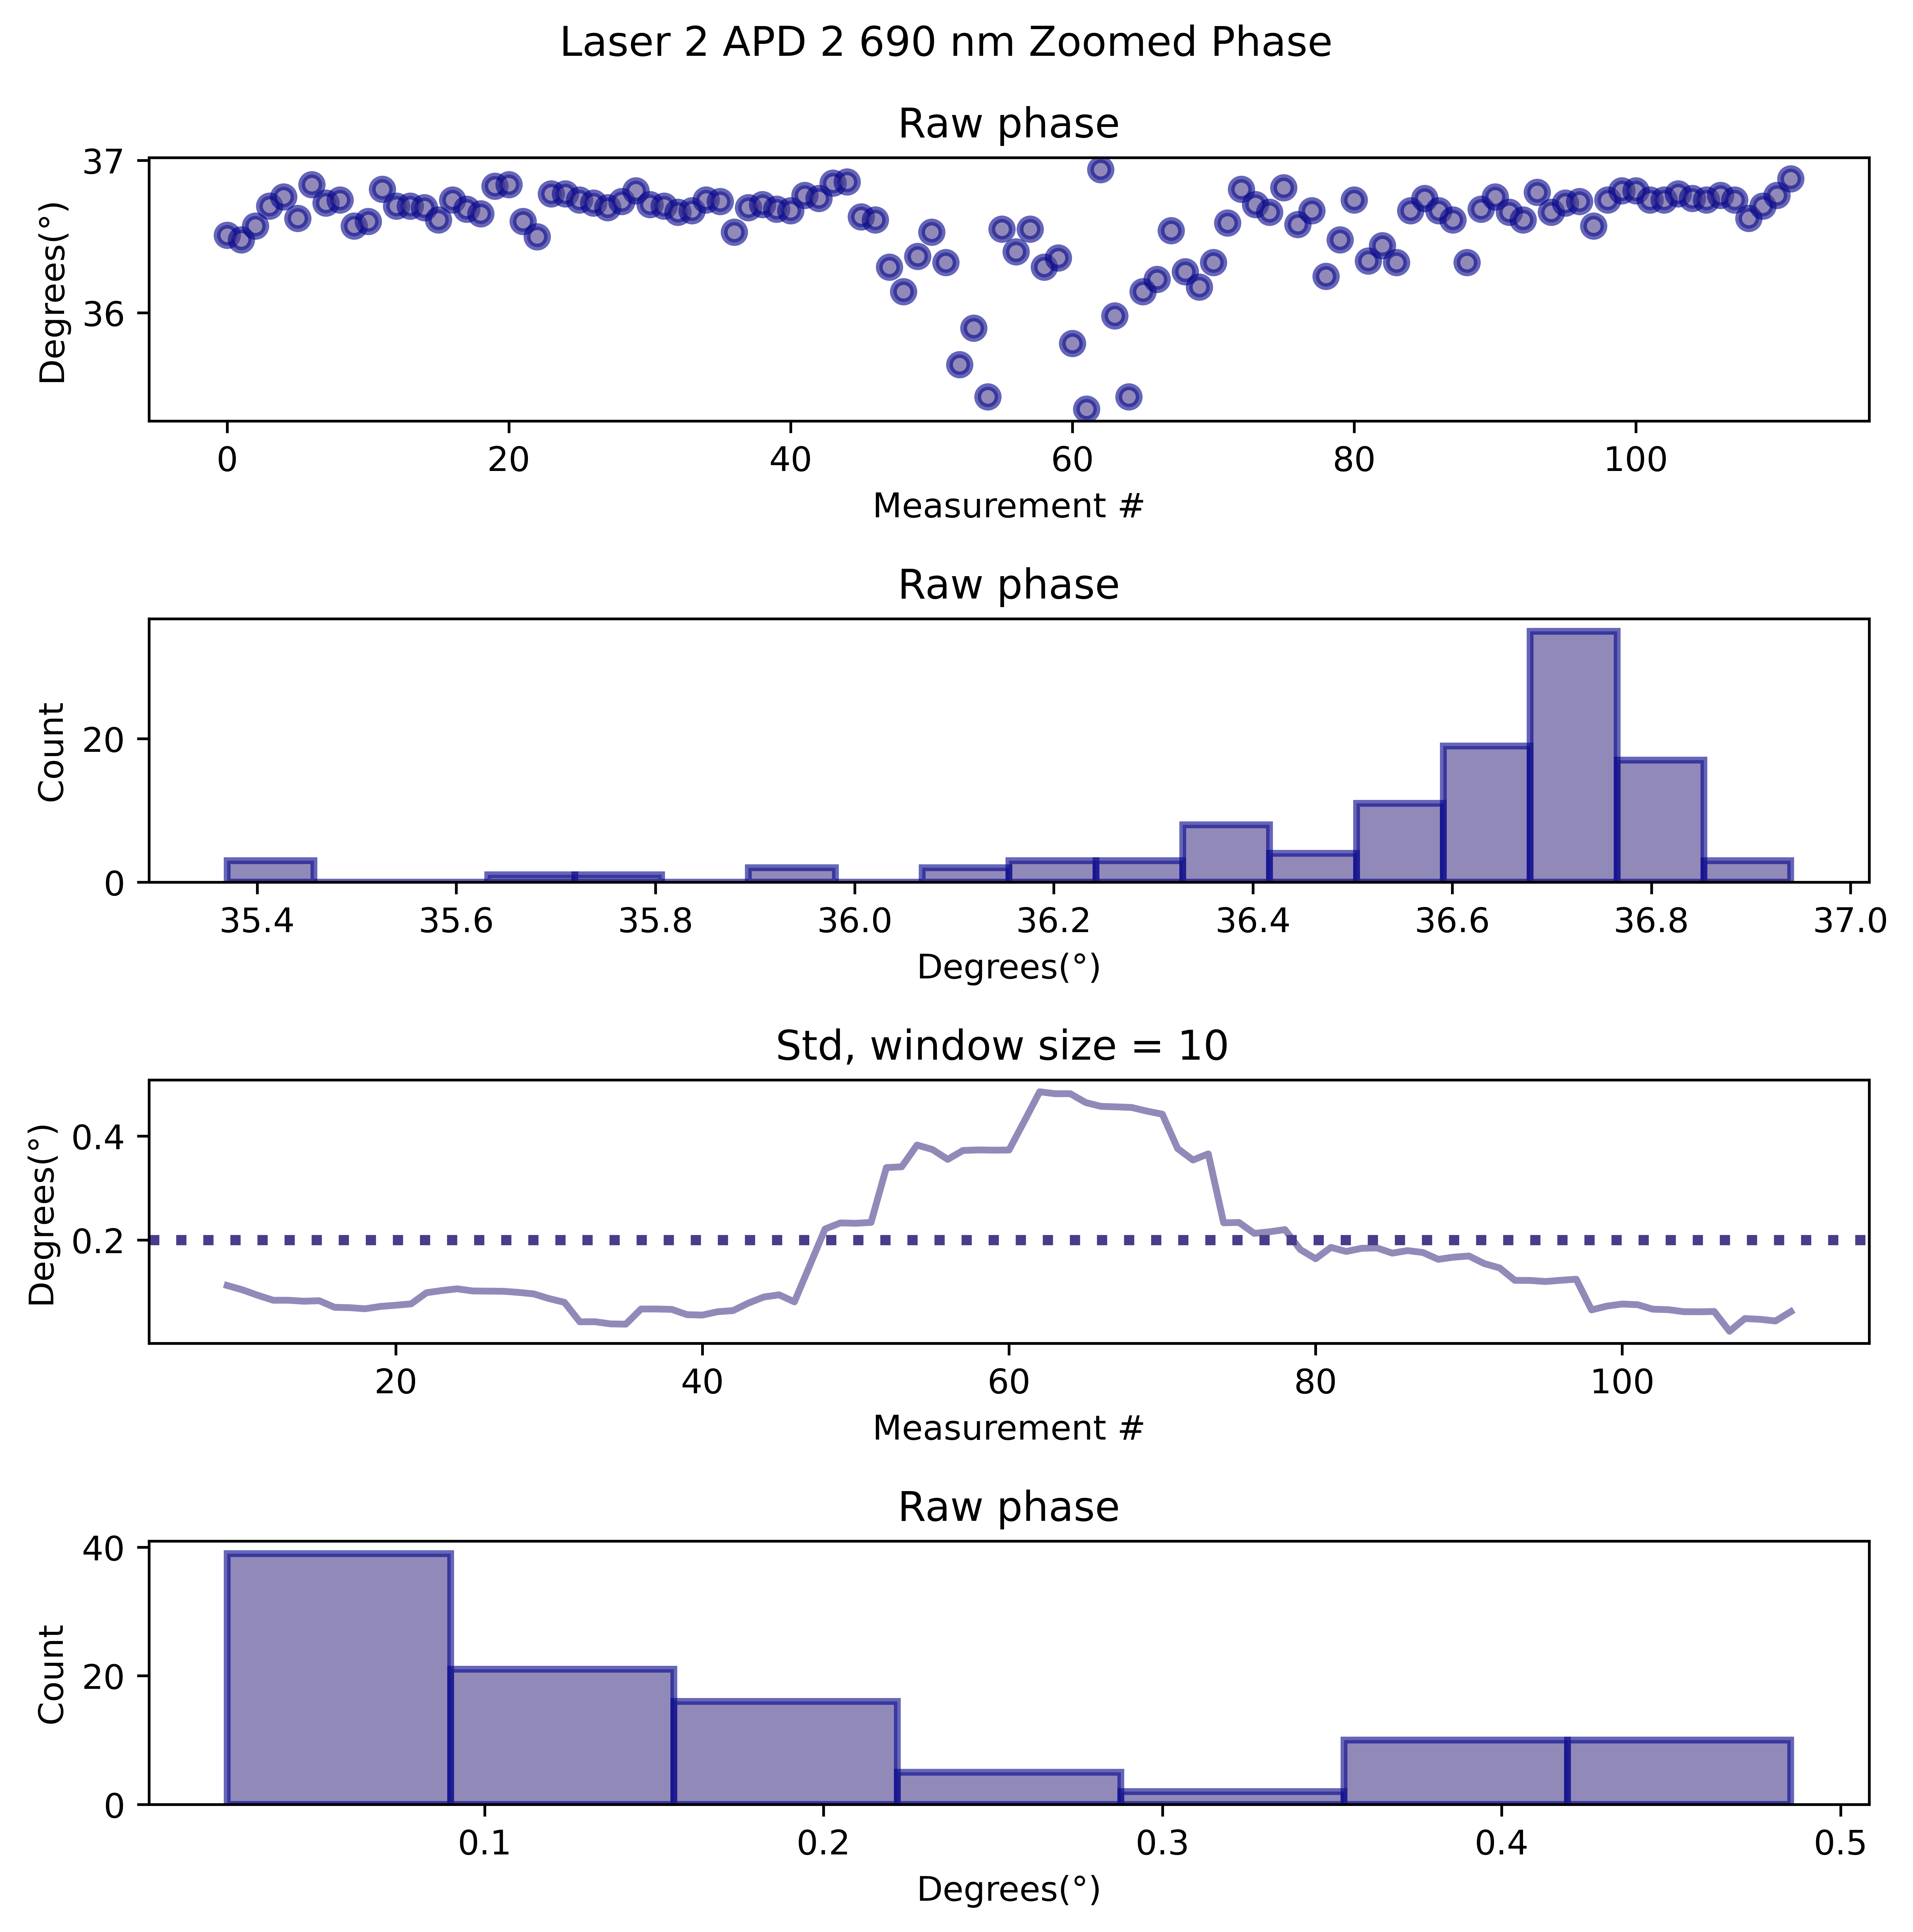 Laser 2 APD 2 690 nm Zoomed Phase
Raw phase
Degrees(°)
37
36
0 20 40 60 80 100
Measurement #
Raw phase
Count
20
0
35.4 35.6 35.8 36.0 36.2 36.4 36.6 36.8 37.0
Degrees(°)
Std, window size = 10
Degrees(°)
0.4
0.2
20 40 60 80 100
Measurement #
Raw phase
Count
40
20
0
0.1 0.2 0.3 0.4 0.5
Degrees(°)